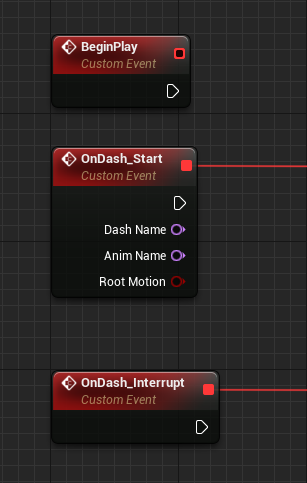 BeginPlay
Custom Event
OnDash_Start
Custom Event
Dash Name
Anim Name
Root Motion
OnDash_Interrupt
Custom Event